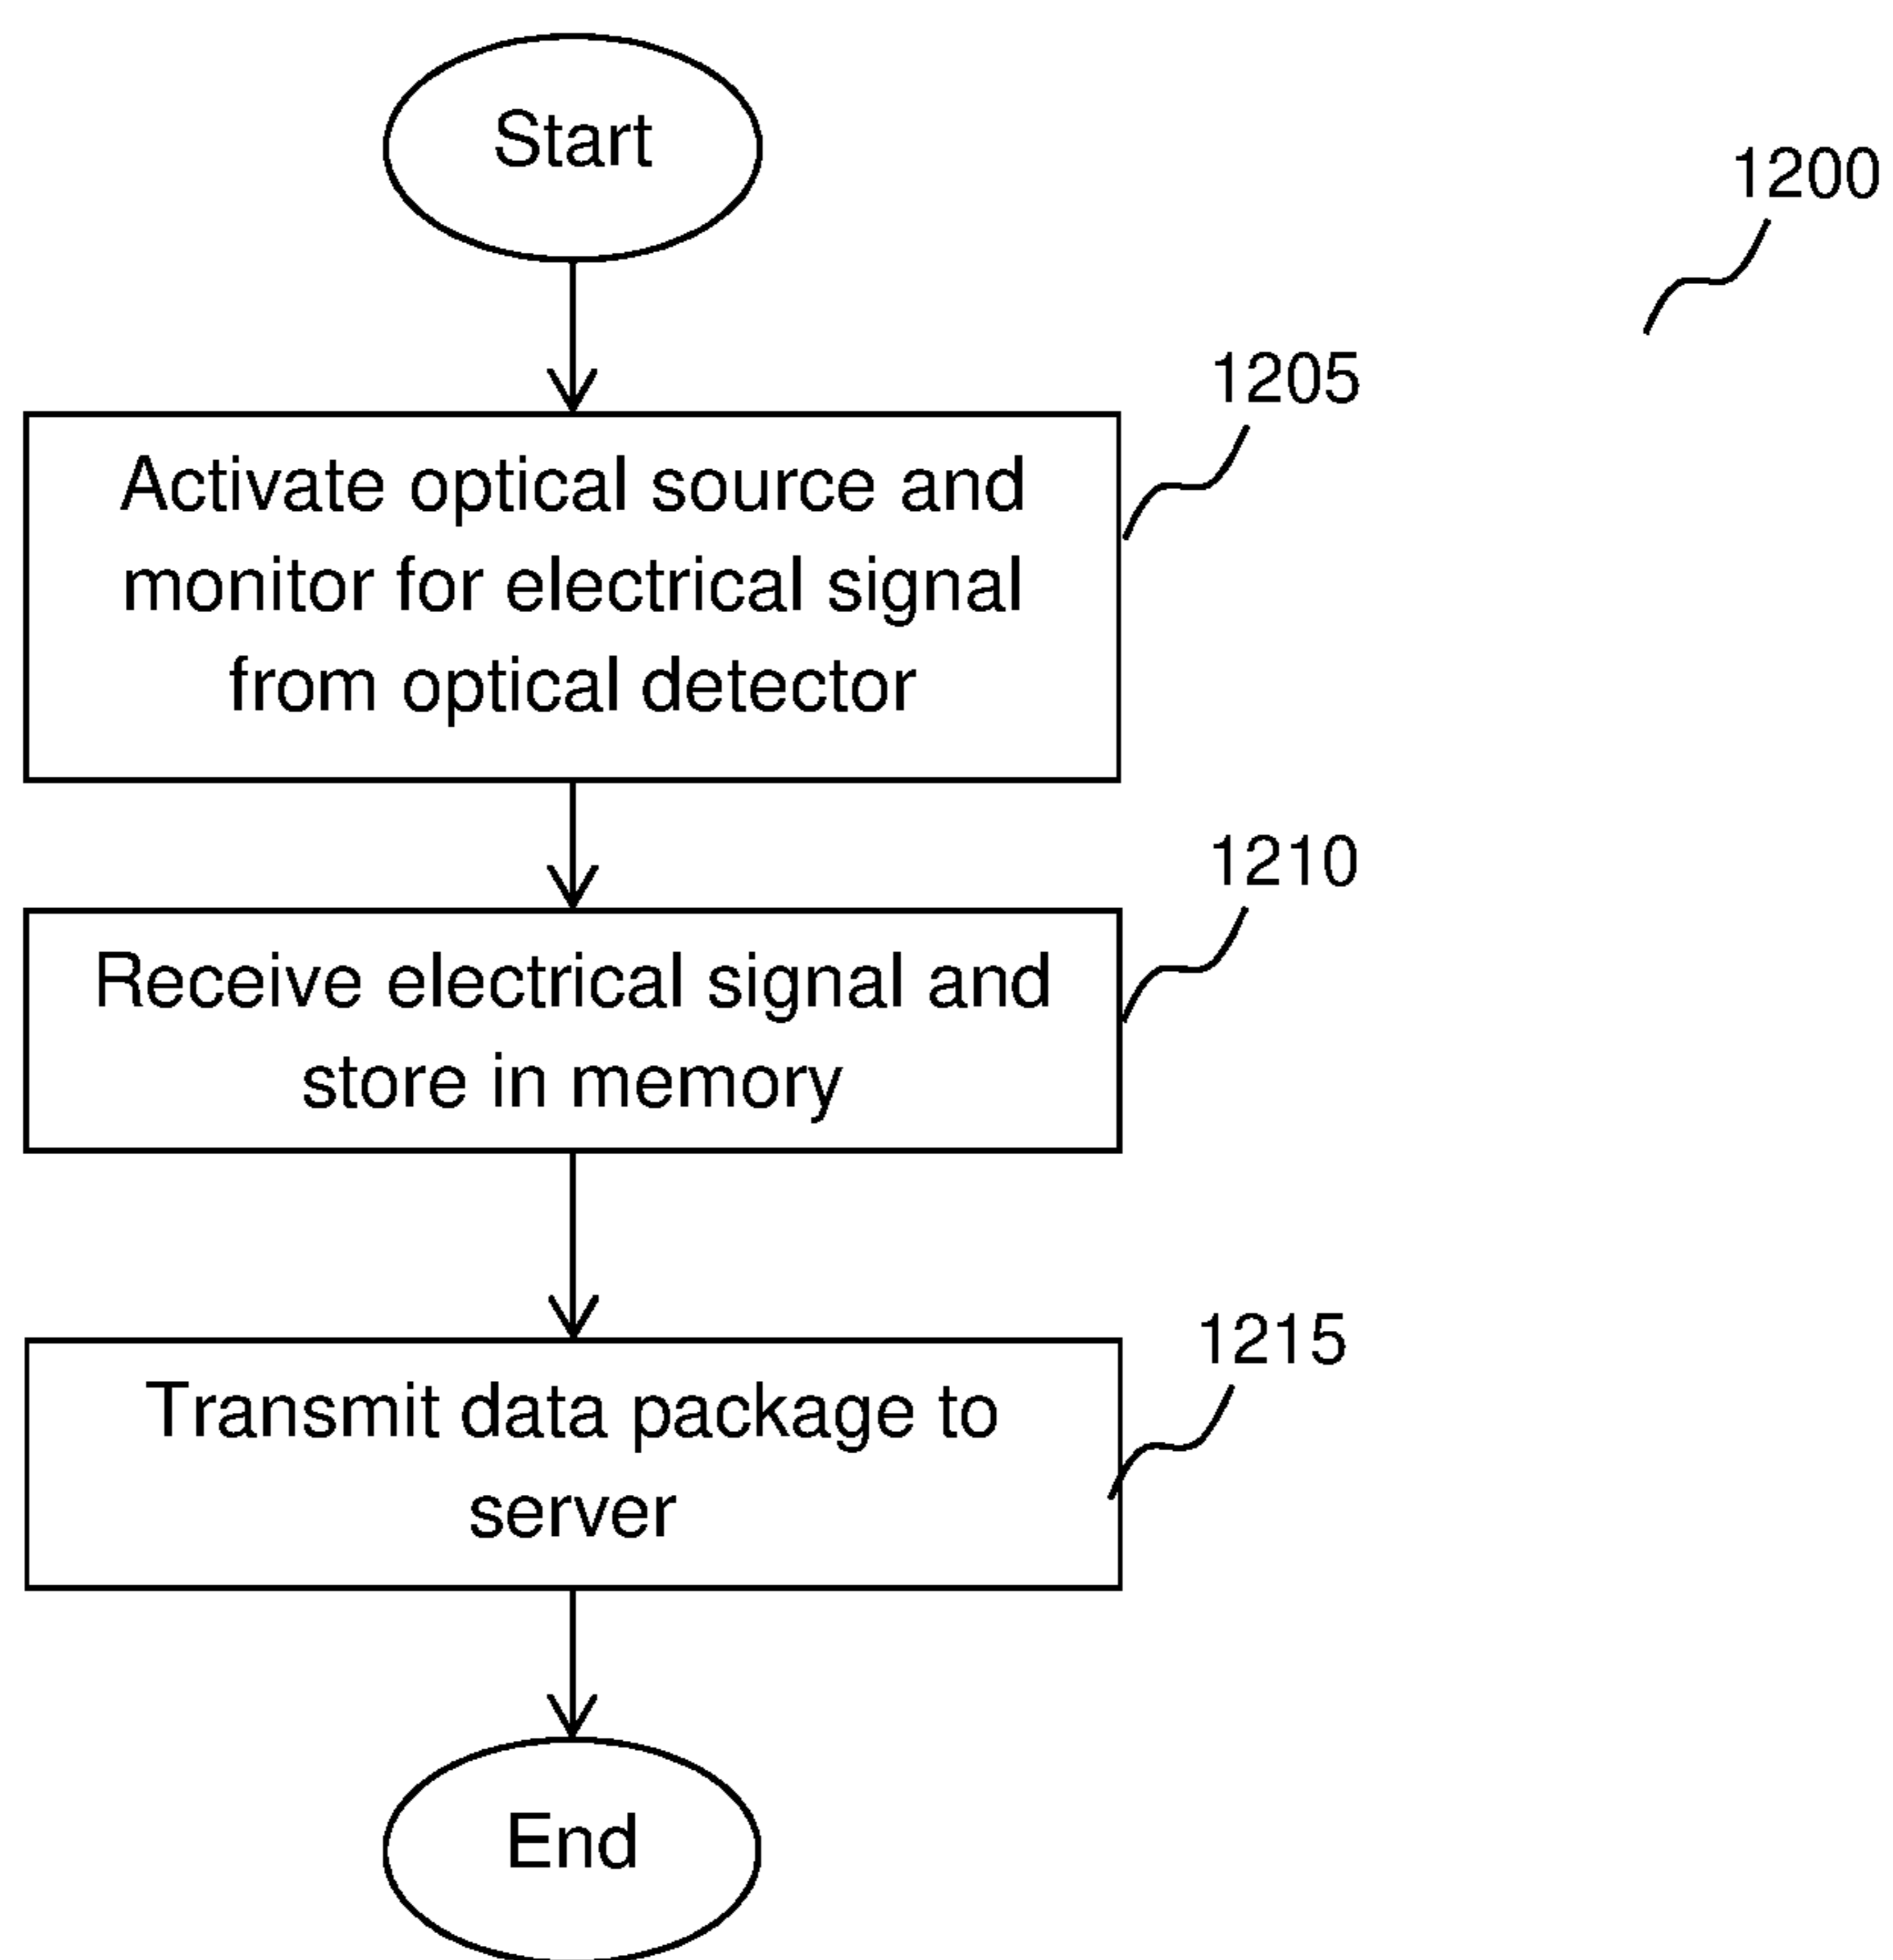 Start
1200
1205
Activate optical source and
monitor for electrical signal
from optical detector
1210
Receive electrical signal and
store in memory
1215
Transmit data package to
server
End